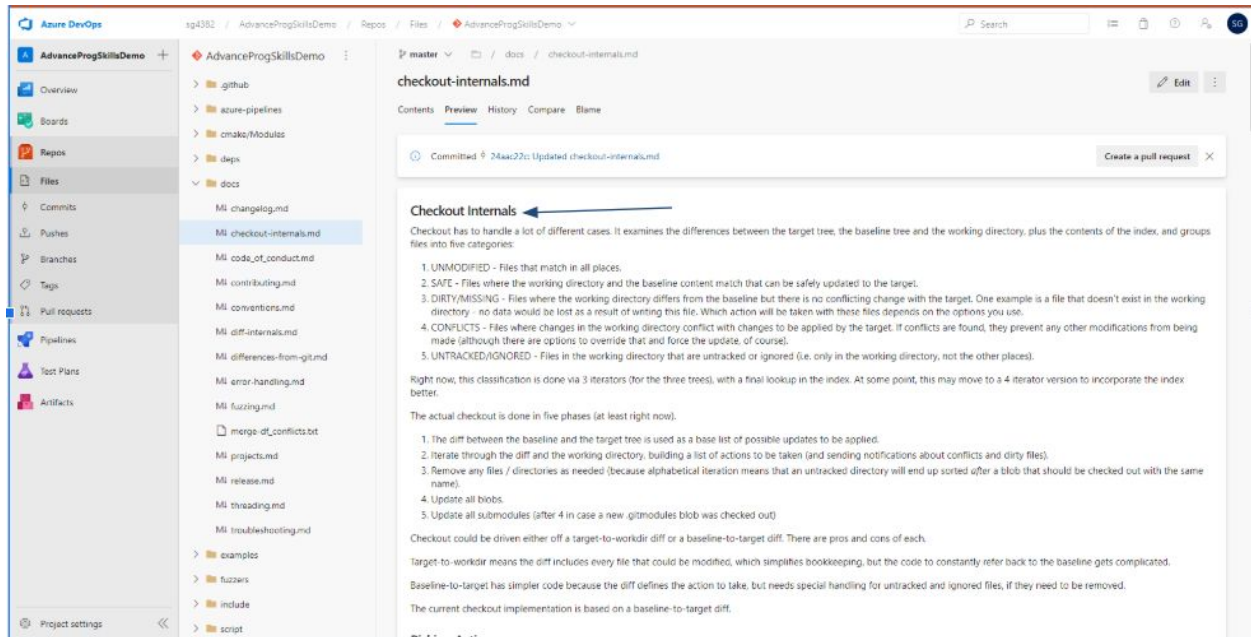 Azure DevOps
sg4382 / AdvanceProgSkillsDemo / Repos / Files / AdvanceProgSkillsDemo
Search
SG
A AdvanceProgSkillsDemo +
Overview
Boards
Repos
Files
Commits
Pushes
Branches
Tags
Pull requests
Pipelines
Test Plans
Artifacts
Project settings
AdvanceProgSkillsDemo
.github
azure-pipelines
cmake/Modules
deps
docs
M↓ changelog.md
M↓ checkout-internals.md
M↓ code_of_conduct.md
M↓ contributing.md
M↓ conventions.md
M↓ diff-internals.md
M↓ differences-from-git.md
M↓ error-handling.md
M↓ fuzzing.md
merge-df_conflicts.txt
M↓ projects.md
M↓ release.md
M↓ threading.md
M↓ troubleshooting.md
examples
fuzzers
include
script
master / docs / checkout-internals.md
checkout-internals.md
Edit
Contents Preview History Compare Blame
Committed 24aac22c: Updated checkout-internals.md
Create a pull request
Checkout Internals
Checkout has to handle a lot of different cases. It examines the differences between the target tree, the baseline tree and the working directory, plus the contents of the index, and groups
files into five categories:
1. UNMODIFIED - Files that match in all places.
2. SAFE - Files where the working directory and the baseline content match that can be safely updated to the target.
3. DIRTY/MISSING - Files where the working directory differs from the baseline but there is no conflicting change with the target. One example is a file that doesn't exist in the working
directory - no data would be lost as a result of writing this file. Which action will be taken with these files depends on the options you use.
4. CONFLICTS - Files where changes in the working directory conflict with changes to be applied by the target. If conflicts are found, they prevent any other modifications from being
made (although there are options to override that and force the update, of course).
5. UNTRACKED/IGNORED - Files in the working directory that are untracked or ignored (i.e. only in the working directory, not the other places).
Right now, this classification is done via 3 iterators (for the three trees), with a final lookup in the index. At some point, this may move to a 4 iterator version to incorporate the index
better.
The actual checkout is done in five phases (at least right now).
1. The diff between the baseline and the target tree is used as a base list of possible updates to be applied.
2. Iterate through the diff and the working directory, building a list of actions to be taken (and sending notifications about conflicts and dirty files).
3. Remove any files / directories as needed (because alphabetical iteration means that an untracked directory will end up sorted after a blob that should be checked out with the same
name).
4. Update all blobs.
5. Update all submodules (after 4 in case a new .gitmodules blob was checked out)
Checkout could be driven either off a target-to-workdir diff or a baseline-to-target diff. There are pros and cons of each.
Target-to-workdir means the diff includes every file that could be modified, which simplifies bookkeeping, but the code to constantly refer back to the baseline gets complicated.
Baseline-to-target has simpler code because the diff defines the action to take, but needs special handling for untracked and ignored files, if they need to be removed.
The current checkout implementation is based on a baseline-to-target diff.